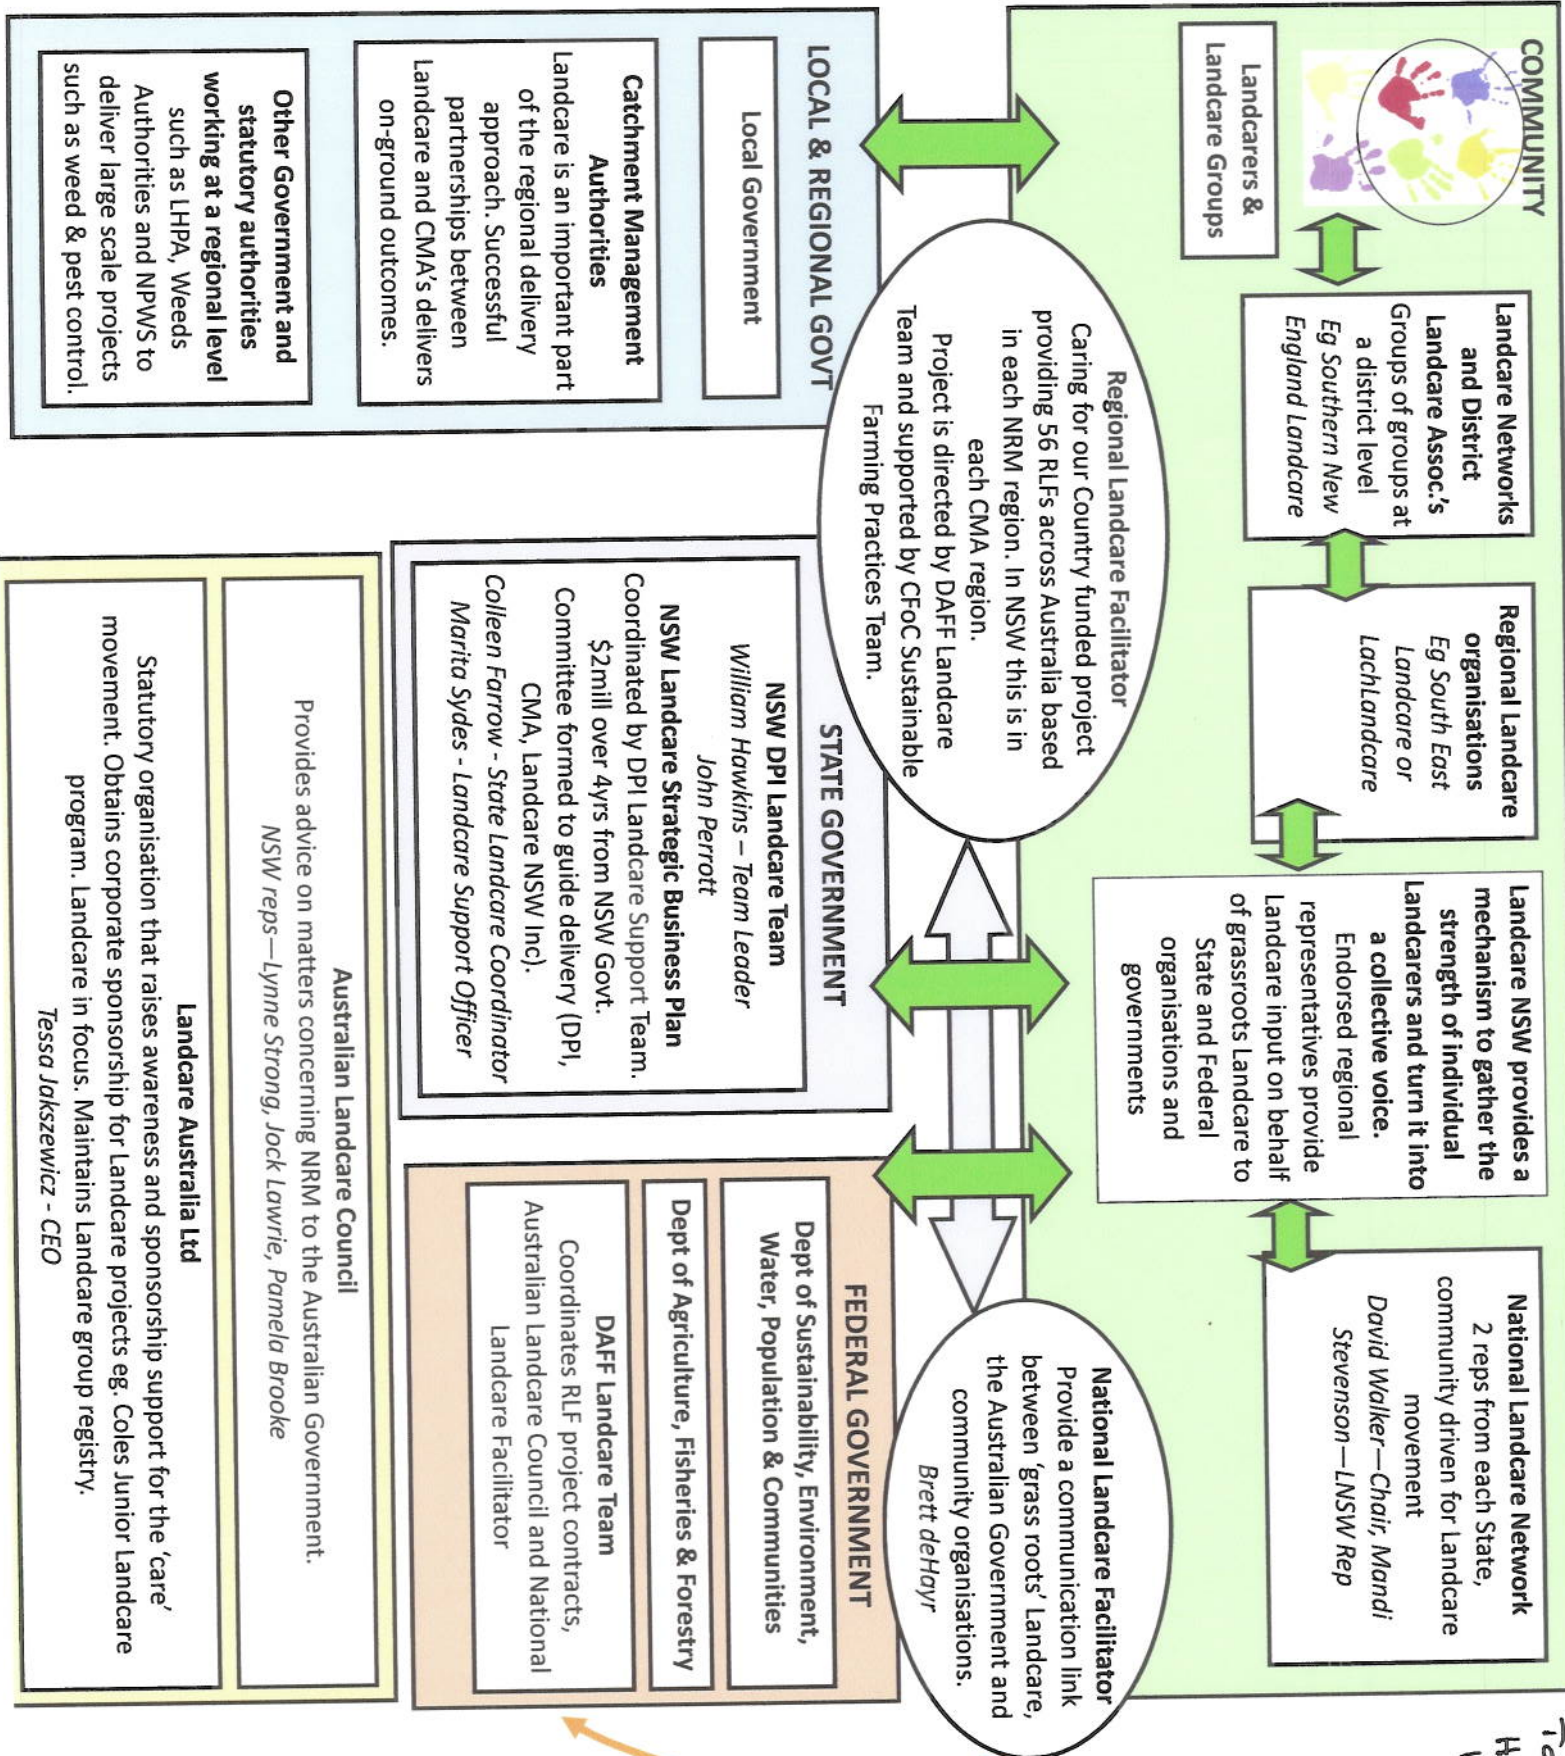 COMMUNITY
Landcarers &
Landcare Groups
Landcare Networks
and District
Landcare Assoc.'s
Groups of groups at
a district level
Eg Southern New
England Landcare
Regional Landcare
organisations
Eg South East
Landcare or
LachLandcare
Landcare NSW provides a
mechanism to gather the
strength of individual
Landcarers and turn it into
a collective voice.
Endorsed regional
representatives provide
Landcare input on behalf
of grassroots Landcare to
State and Federal
organisations and
governments
National Landcare Network
2 reps from each State,
community driven for Landcare
movement
David Walker—Chair, Mandi
Stevenson—LNSW Rep
Regional Landcare Facilitator
Caring for our Country funded project
providing 56 RLFs across Australia based
in each NRM region. In NSW this is in
each CMA region.
Project is directed by DAFF Landcare
Team and supported by CFoC Sustainable
Farming Practices Team.
National Landcare Facilitator
Provide a communication link
between 'grass roots' Landcare,
the Australian Government and
community organisations.
Brett deHayr
LOCAL & REGIONAL GOVT
Local Government
Catchment Management
Authorities
Landcare is an important part
of the regional delivery
approach. Successful
partnerships between
Landcare and CMA's delivers
on-ground outcomes.
Other Government and
statutory authorities
working at a regional level
such as LHPA, Weeds
Authorities and NPWS to
deliver large scale projects
such as weed & pest control.
STATE GOVERNMENT
NSW DPI Landcare Team
William Hawkins – Team Leader
John Perrott
NSW Landcare Strategic Business Plan
Coordinated by DPI Landcare Support Team.
$2mill over 4yrs from NSW Govt.
Committee formed to guide delivery (DPI,
CMA, Landcare NSW Inc).
Colleen Farrow - State Landcare Coordinator
Marita Sydes - Landcare Support Officer
FEDERAL GOVERNMENT
Dept of Sustainability, Environment,
Water, Population & Communities
Dept of Agriculture, Fisheries & Forestry
DAFF Landcare Team
Coordinates RLF project contracts,
Australian Landcare Council and National
Landcare Facilitator
Australian Landcare Council
Provides advice on matters concerning NRM to the Australian Government.
NSW reps—Lynne Strong, Jock Lawrie, Pamela Brooke
Landcare Australia Ltd
Statutory organisation that raises awareness and sponsorship support for the 'care'
movement. Obtains corporate sponsorship for Landcare projects eg. Coles Junior Landcare
program. Landcare in focus. Maintains Landcare group registry.
Tessa Jakszewicz - CEO